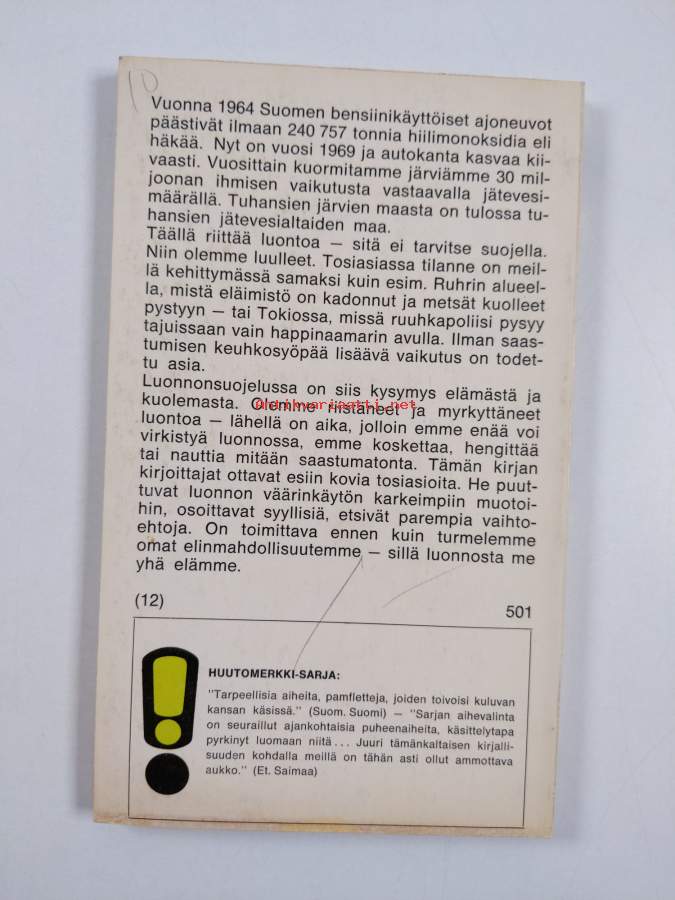 10
Vuonna 1964 Suomen bensiinikäyttöiset ajoneuvot
päästivät ilmaan 240 757 tonnia hiilimonoksidia eli
häkää. Nyt on vuosi 1969 ja autokanta kasvaa kii-
vaasti. Vuosittain kuormitamme järviämme 30 mil-
joonan ihmisen vaikutusta vastaavalla jätevesi-
määrällä. Tuhansien järvien maasta on tulossa tu-
hansien jätevesialtaiden maa.
Täällä riittää luontoa — sitä ei tarvitse suojella.
Niin olemme luulleet. Tosiasiassa tilanne on meil-
lä kehittymässä samaksi kuin esim. Ruhrin alueel-
la, mistä eläimistö on kadonnut ja metsät kuolleet
pystyyn — tai Tokiossa, missä ruuhkapoliisi pysyy
tajuissaan vain happinaamarin avulla. Ilman saas-
tumisen keuhkosyöpää lisäävä vaikutus on todet-
tu asia.
Luonnonsuojelussa on siis kysymys elämästä ja
kuolemasta. Olemme riistäneet ja myrkyttäneet
antikvariaatti.net
luontoa — lähellä on aika, jolloin emme enää voi
virkistyä luonnossa, emme koskettaa, hengittää
tai nauttia mitään saastumatonta. Tämän kirjan
kirjoittajat ottavat esiin kovia tosiasioita. He puut-
tuvat luonnon väärinkäytön karkeimpiin muotoi-
hin, osoittavat syyllisiä, etsivät parempia vaihto-
ehtoja. On toimittava ennen kuin turmelemme
omat elinmahdollisuutemme — sillä luonnosta me
yhä elämme.
(12) 501
HUUTOMERKKI-SARJA:
"Tarpeellisia aiheita, pamfletteja, joiden toivoisi kuluvan
kansan käsissä." (Suom. Suomi) — "Sarjan aihevalinta
on seuraillut ajankohtaisia puheenaiheita, käsittelytapa
pyrkinyt luomaan niitä... Juuri tämänkaltaisen kirjalli-
suuden kohdalla meillä on tähän asti ollut ammottava
aukko." (Et. Saimaa)